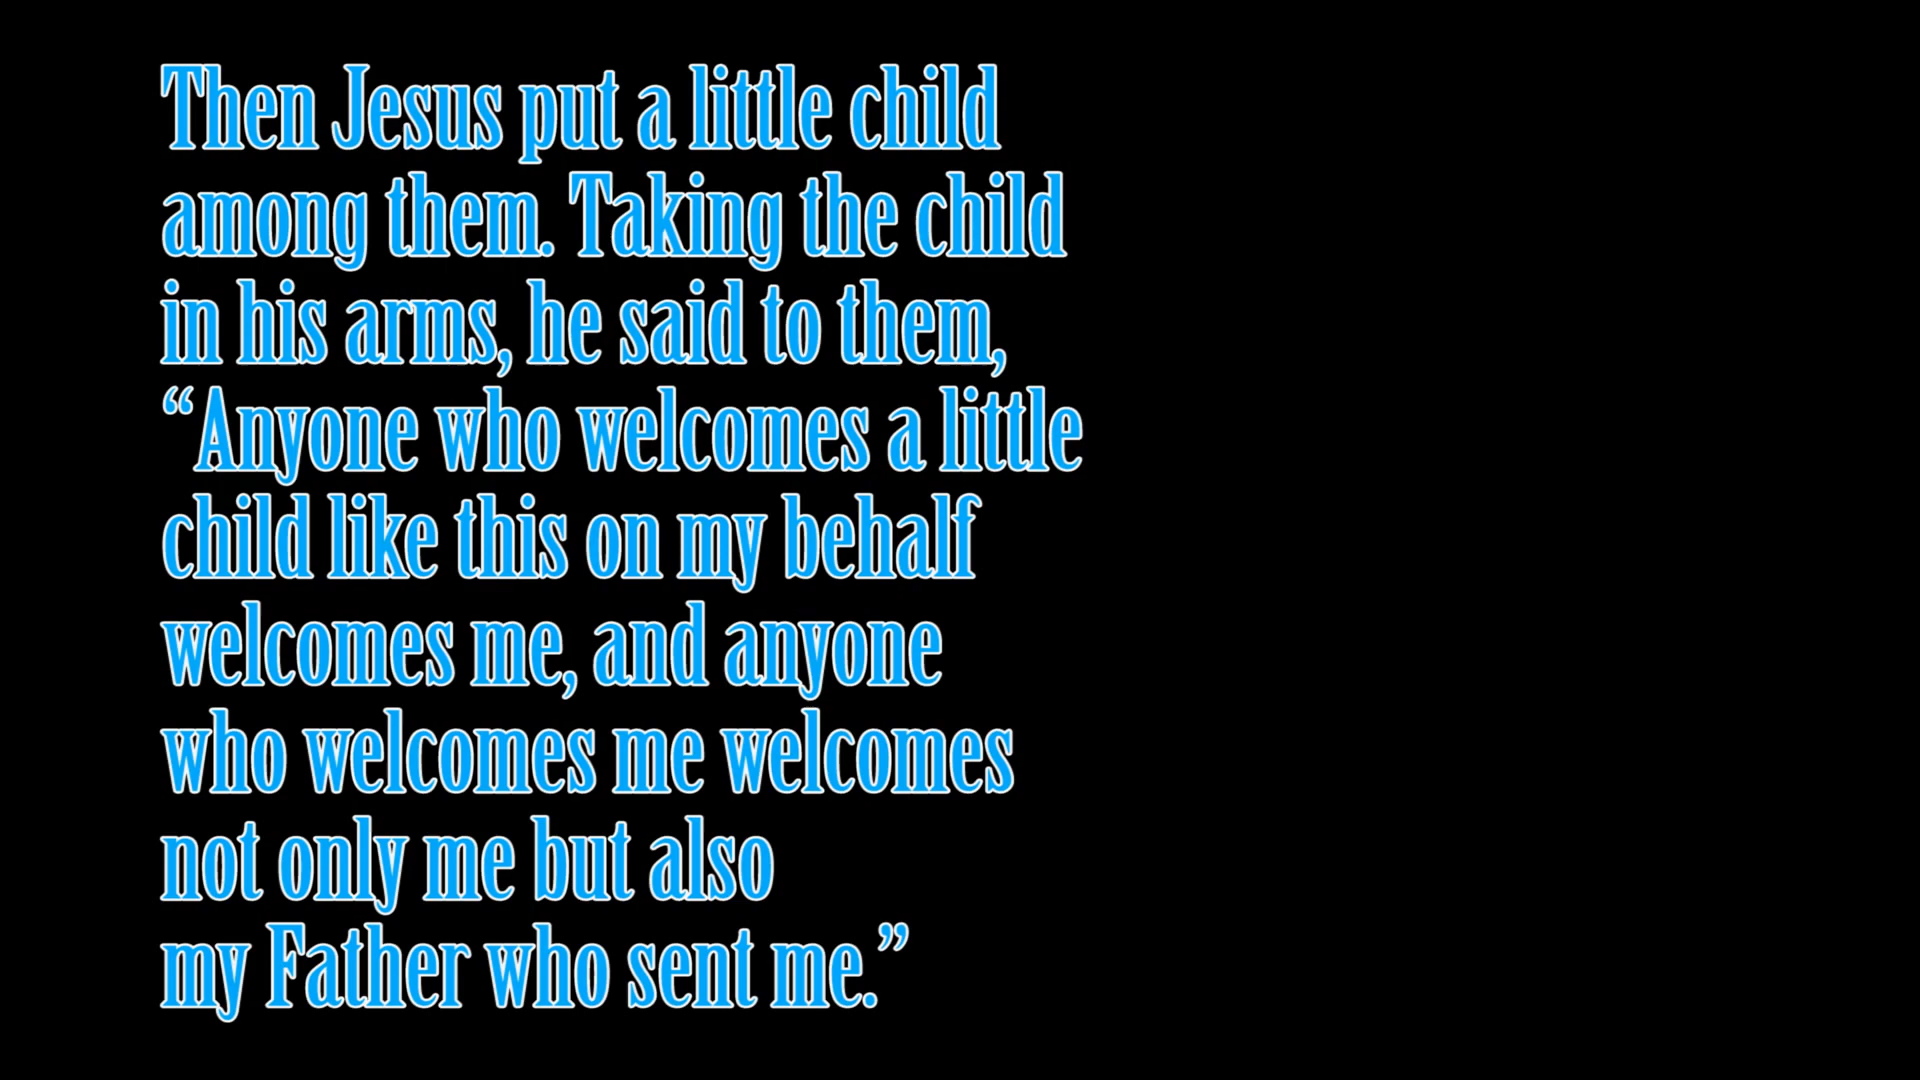 Then Jesus put a little child
among them. Taking the child
in his arms, he said to them,
“Anyone who welcomes a little
child like this on my behalf
welcomes me, and anyone
who welcomes me welcomes
not only me but also
my Father who sent me.”